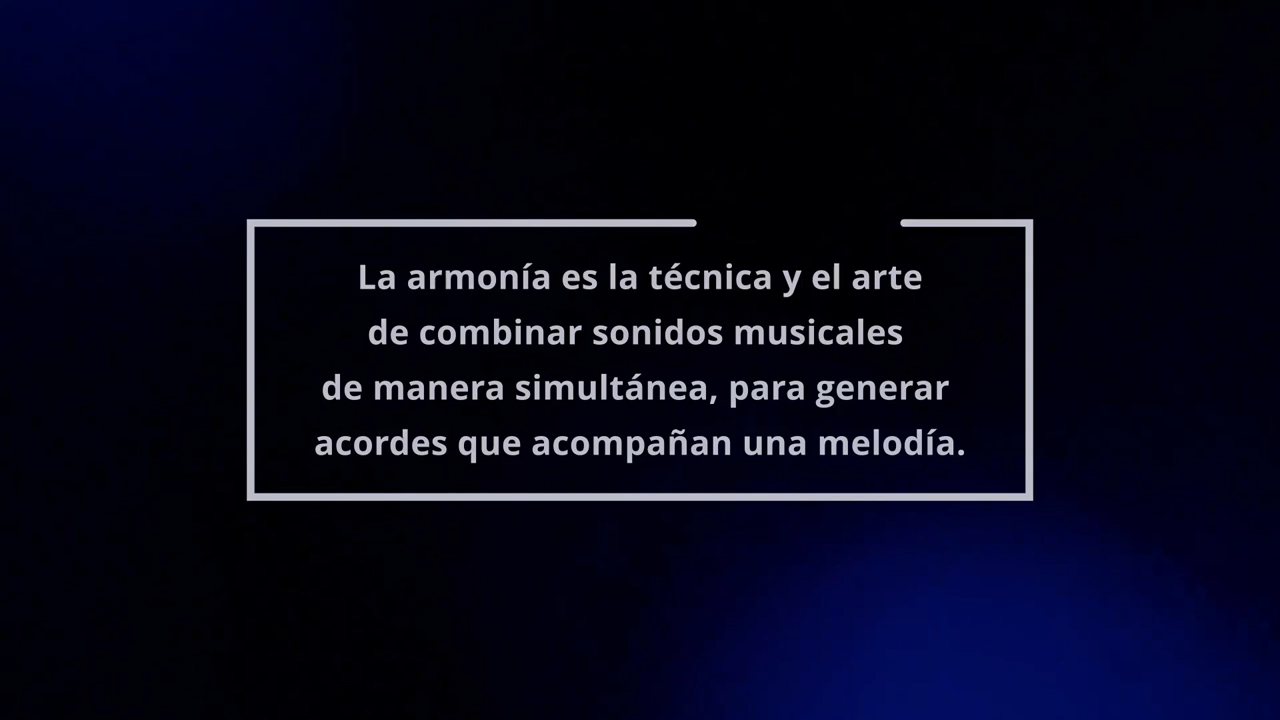 La armonía es la técnica y el arte
de combinar sonidos musicales
de manera simultánea, para generar
acordes que acompañan una melodía.